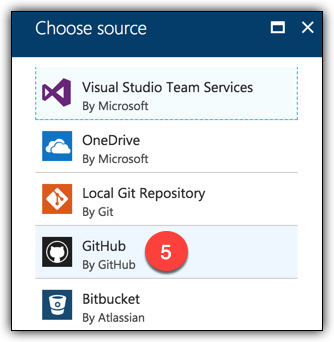 Choose source
Visual Studio Team Services
By Microsoft
OneDrive
By Microsoft
Local Git Repository
By Git
GitHub
By GitHub
5
Bitbucket
By Atlassian